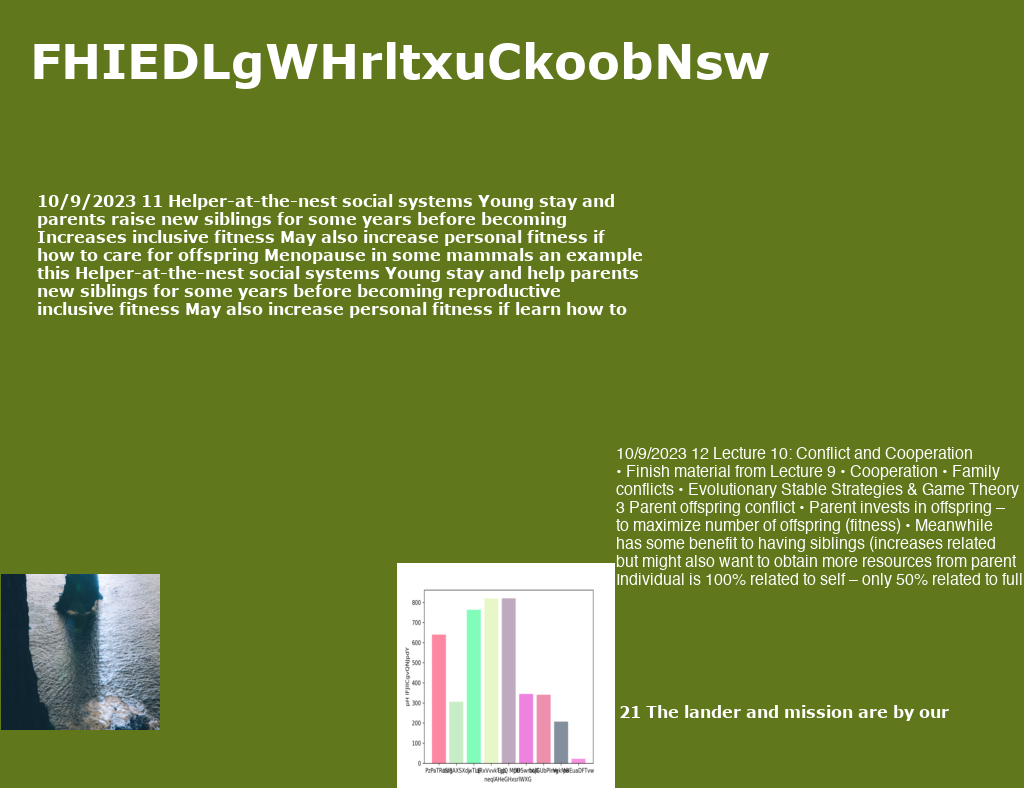 FHIEDLgWHrltxuCkoobNsw
10/9/2023 11 Helper-at-the-nest social systems Young stay and
parents raise new siblings for some years before becoming
Increases inclusive fitness May also increase personal fitness if
how to care for offspring Menopause in some mammals an example
this Helper-at-the-nest social systems Young stay and help parents
new siblings for some years before becoming reproductive
inclusive fitness May also increase personal fitness if learn how to
10/9/2023 12 Lecture 10: Conflict and Cooperation
• Finish material from Lecture 9 • Cooperation • Family
conflicts • Evolutionary Stable Strategies & Game Theory
3 Parent offspring conflict • Parent invests in offspring –
to maximize number of offspring (fitness) • Meanwhile
has some benefit to having siblings (increases related
but might also want to obtain more resources from parent
Individual is 100% related to self – only 50% related to full
800
700
600
500
400
300
200
100
0
21 The lander and mission are by our